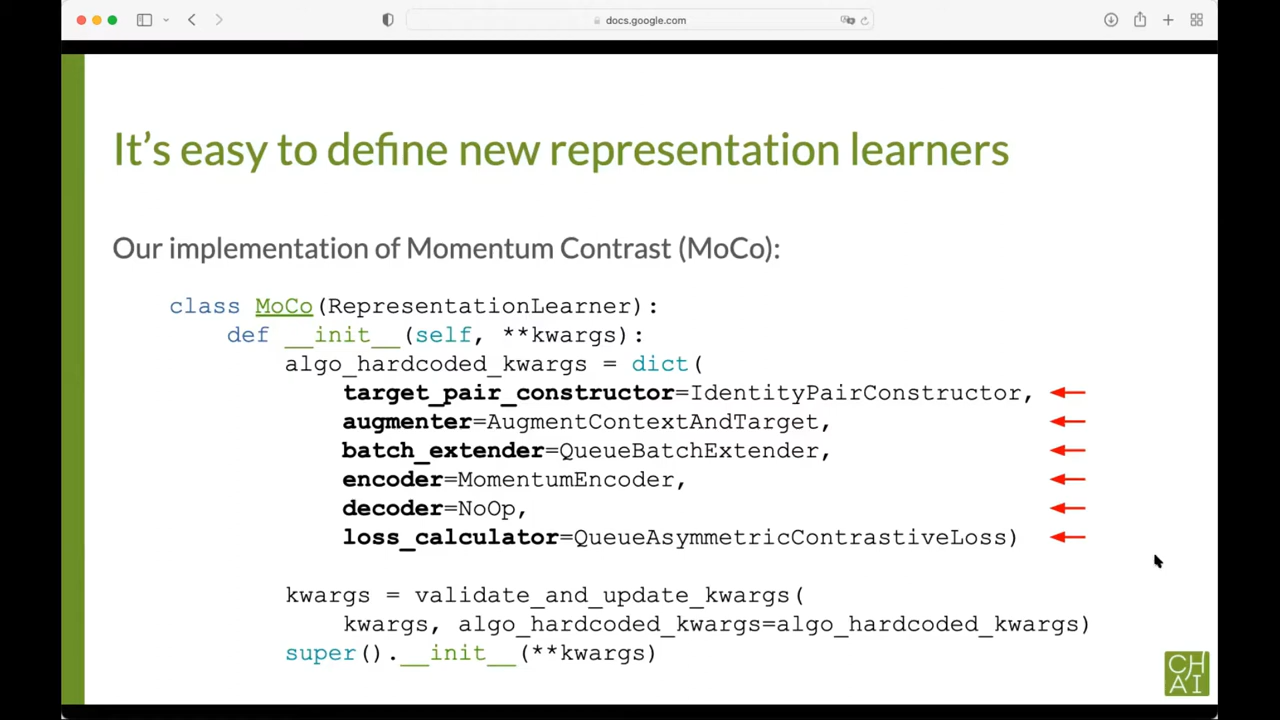 docs.google.com
It's easy to define new representation learners
Our implementation of Momentum Contrast (MoCo):
class MoCo(RepresentationLearner):
def __init__(self, **kwargs):
algo_hardcoded_kwargs = dict(
target_pair_constructor=IdentityPairConstructor,
augmenter=AugmentContextAndTarget,
batch_extender=QueueBatchExtender,
encoder=MomentumEncoder,
decoder=NoOp,
loss_calculator=QueueAsymmetricContrastiveLoss)
kwargs = validate_and_update_kwargs(
kwargs, algo_hardcoded_kwargs=algo_hardcoded_kwargs)
super().__init__(**kwargs)
CH
AI